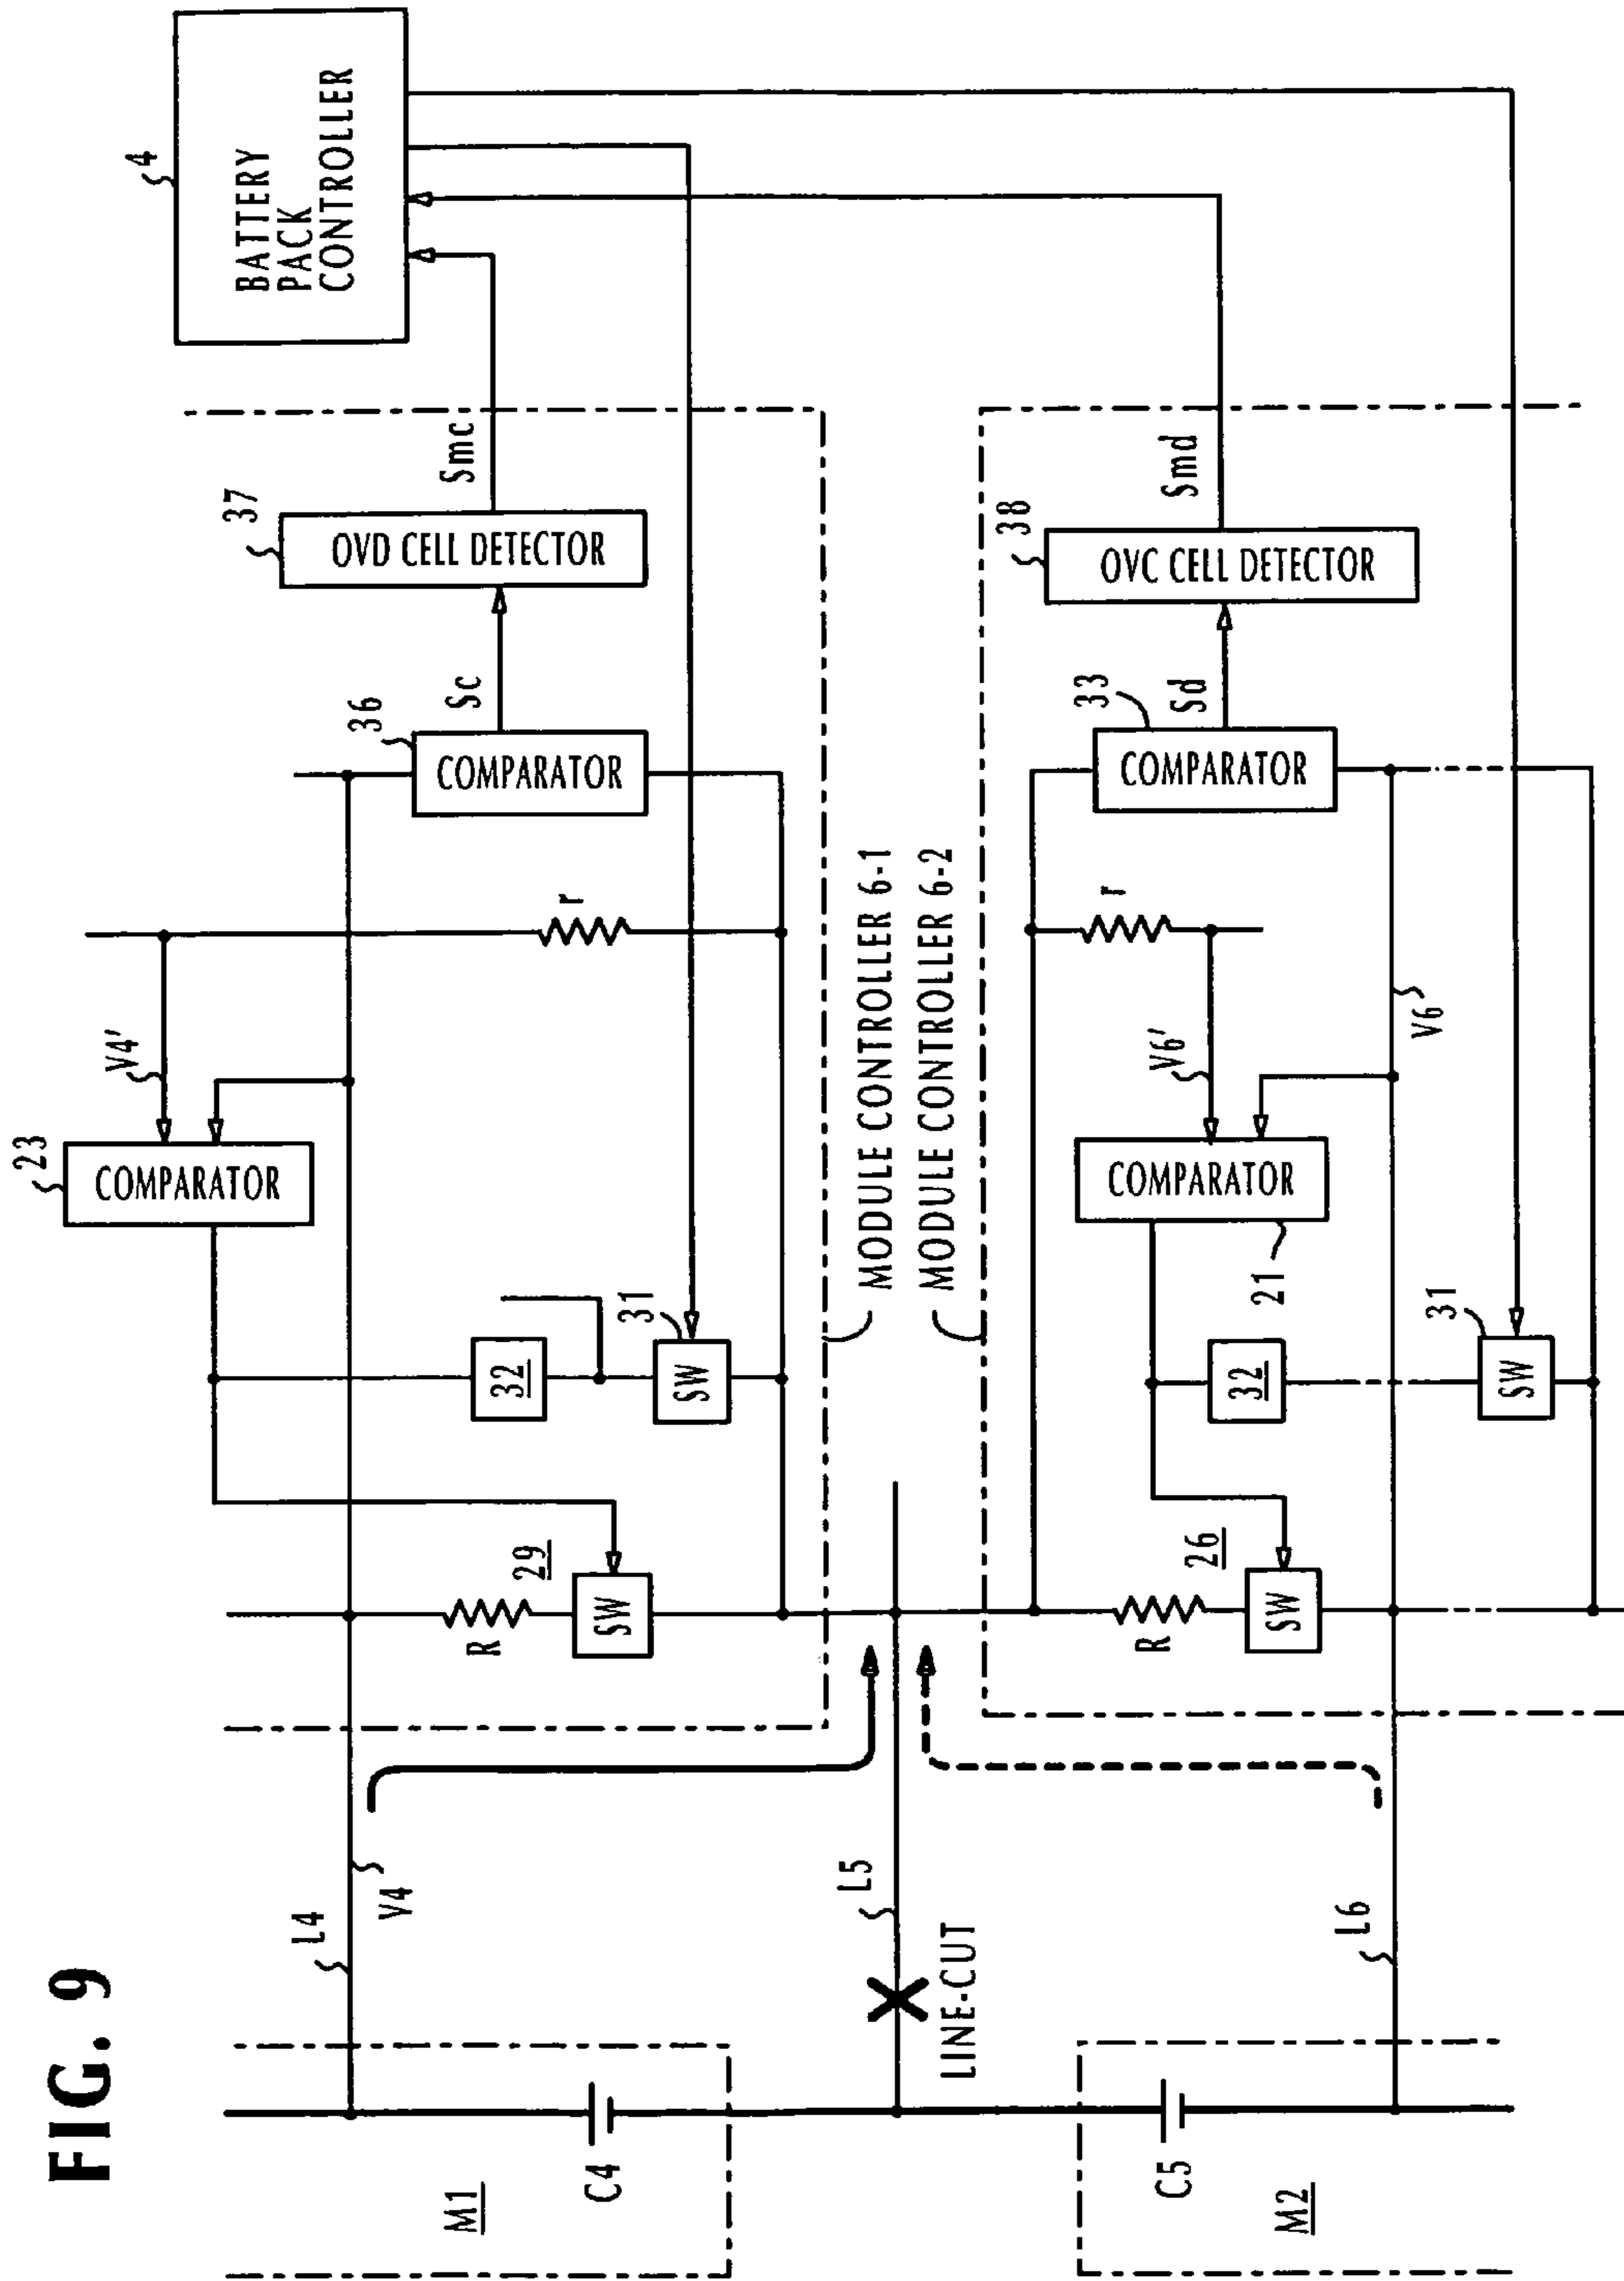 FIG. 9
4
BATTERY
PACK
CONTROLLER
37
OVD CELL DETECTOR
Smc
36
COMPARATOR
Sc
r
V4'
23
COMPARATOR
32
31
SW
29
R
SW
L4
V4
M1
C4
MODULE CONTROLLER 6-1
MODULE CONTROLLER 6-2
L5
LINE-CUT
38
OVC CELL DETECTOR
Smd
33
COMPARATOR
Sd
r
V6'
V6
COMPARATOR
21
32
31
SW
26
R
SW
L6
C5
M2